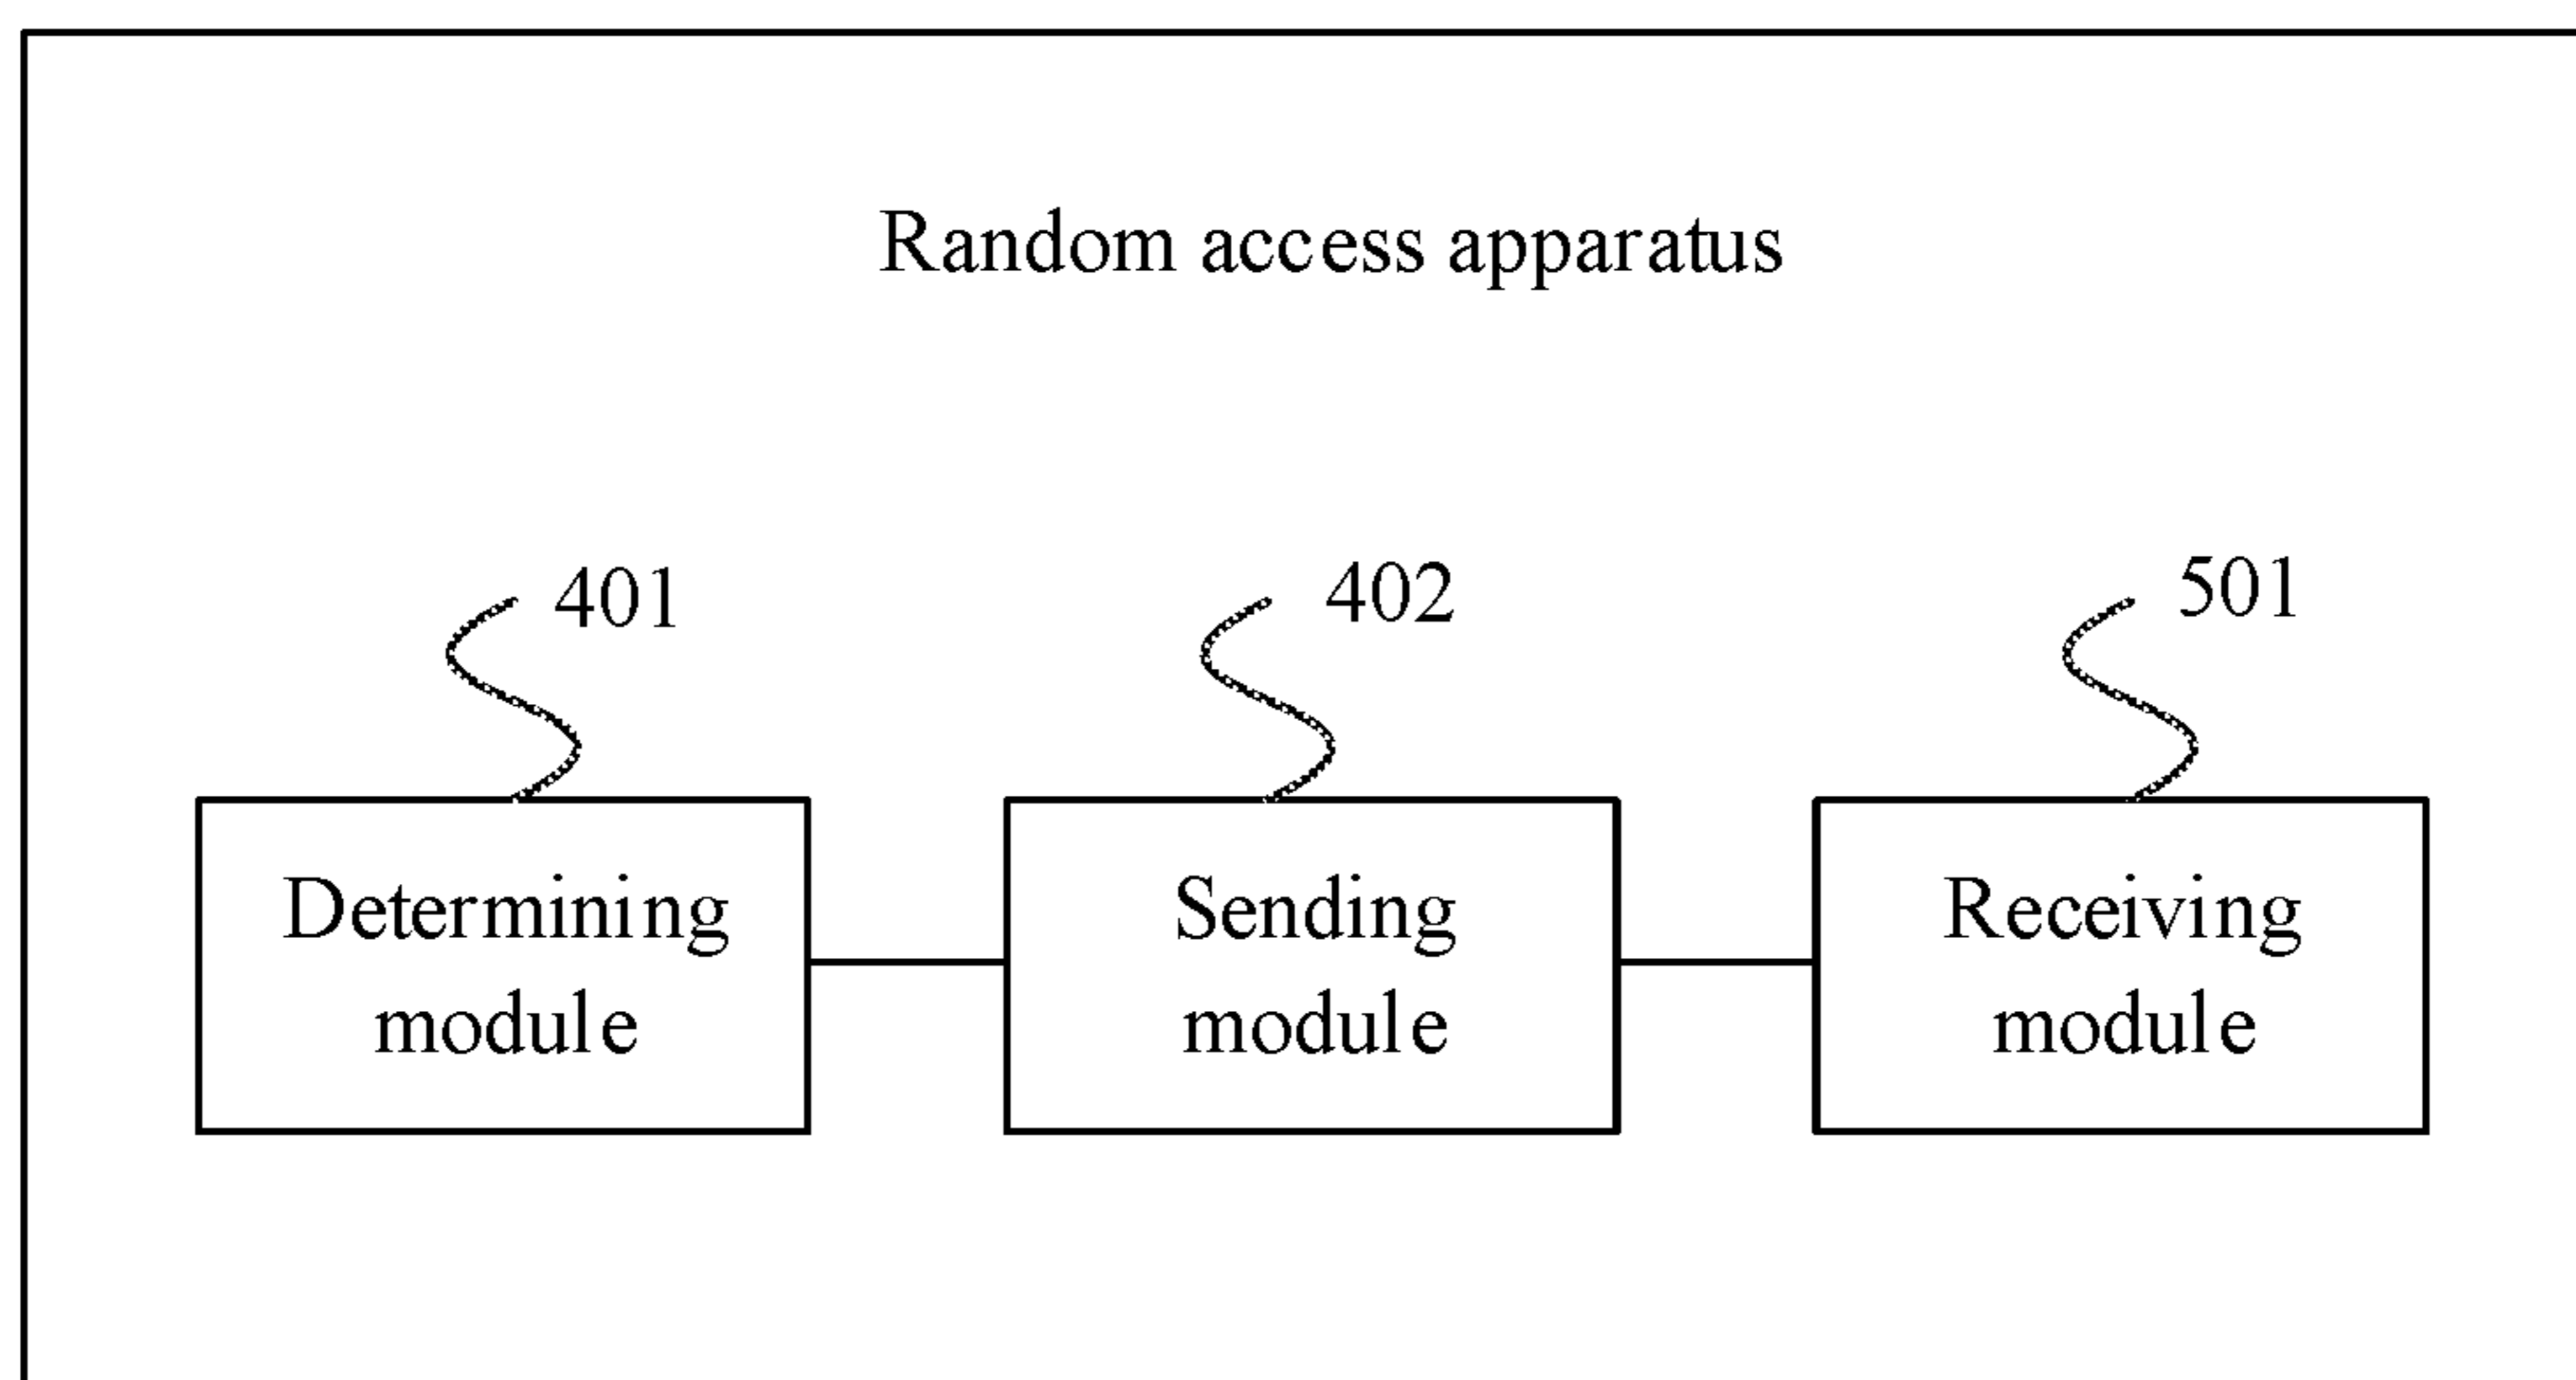 Random access apparatus
401
402
501
Determining
module
Sending
module
Receiving
module